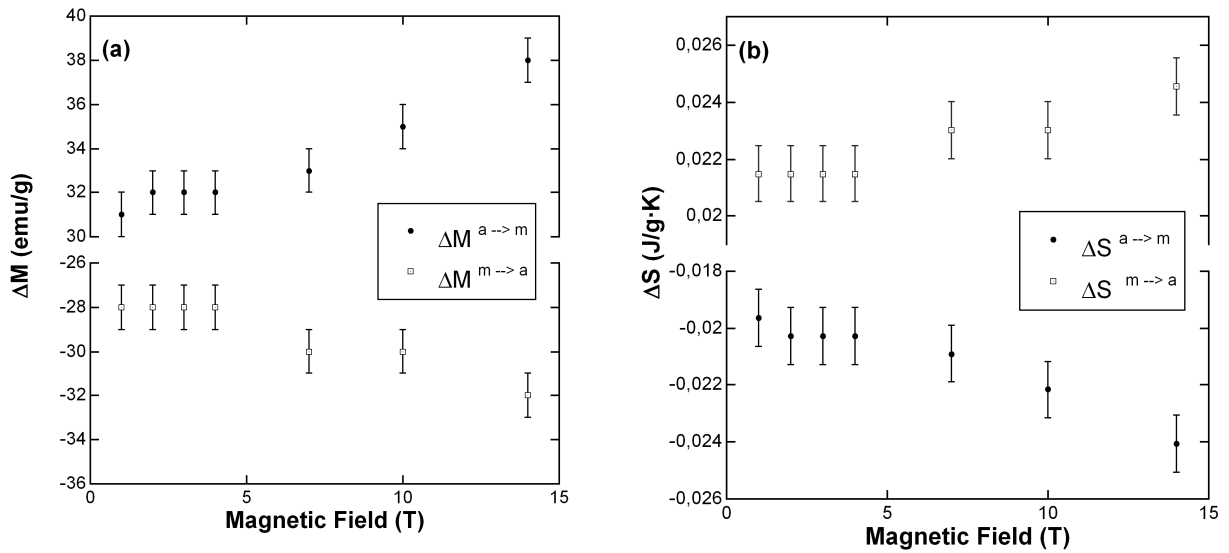 (a)
40
38
36
34
32
30
-26
-28
-30
-32
-34
-36
0
5
10
15
ΔM (emu/g)
Magnetic Field (T)
ΔM a --> m
ΔM m --> a
(b)
0,026
0,024
0,022
0,02
-0,018
-0,02
-0,022
-0,024
-0,026
0
5
10
15
ΔS (J/g·K)
Magnetic Field (T)
ΔS a --> m
ΔS m --> a